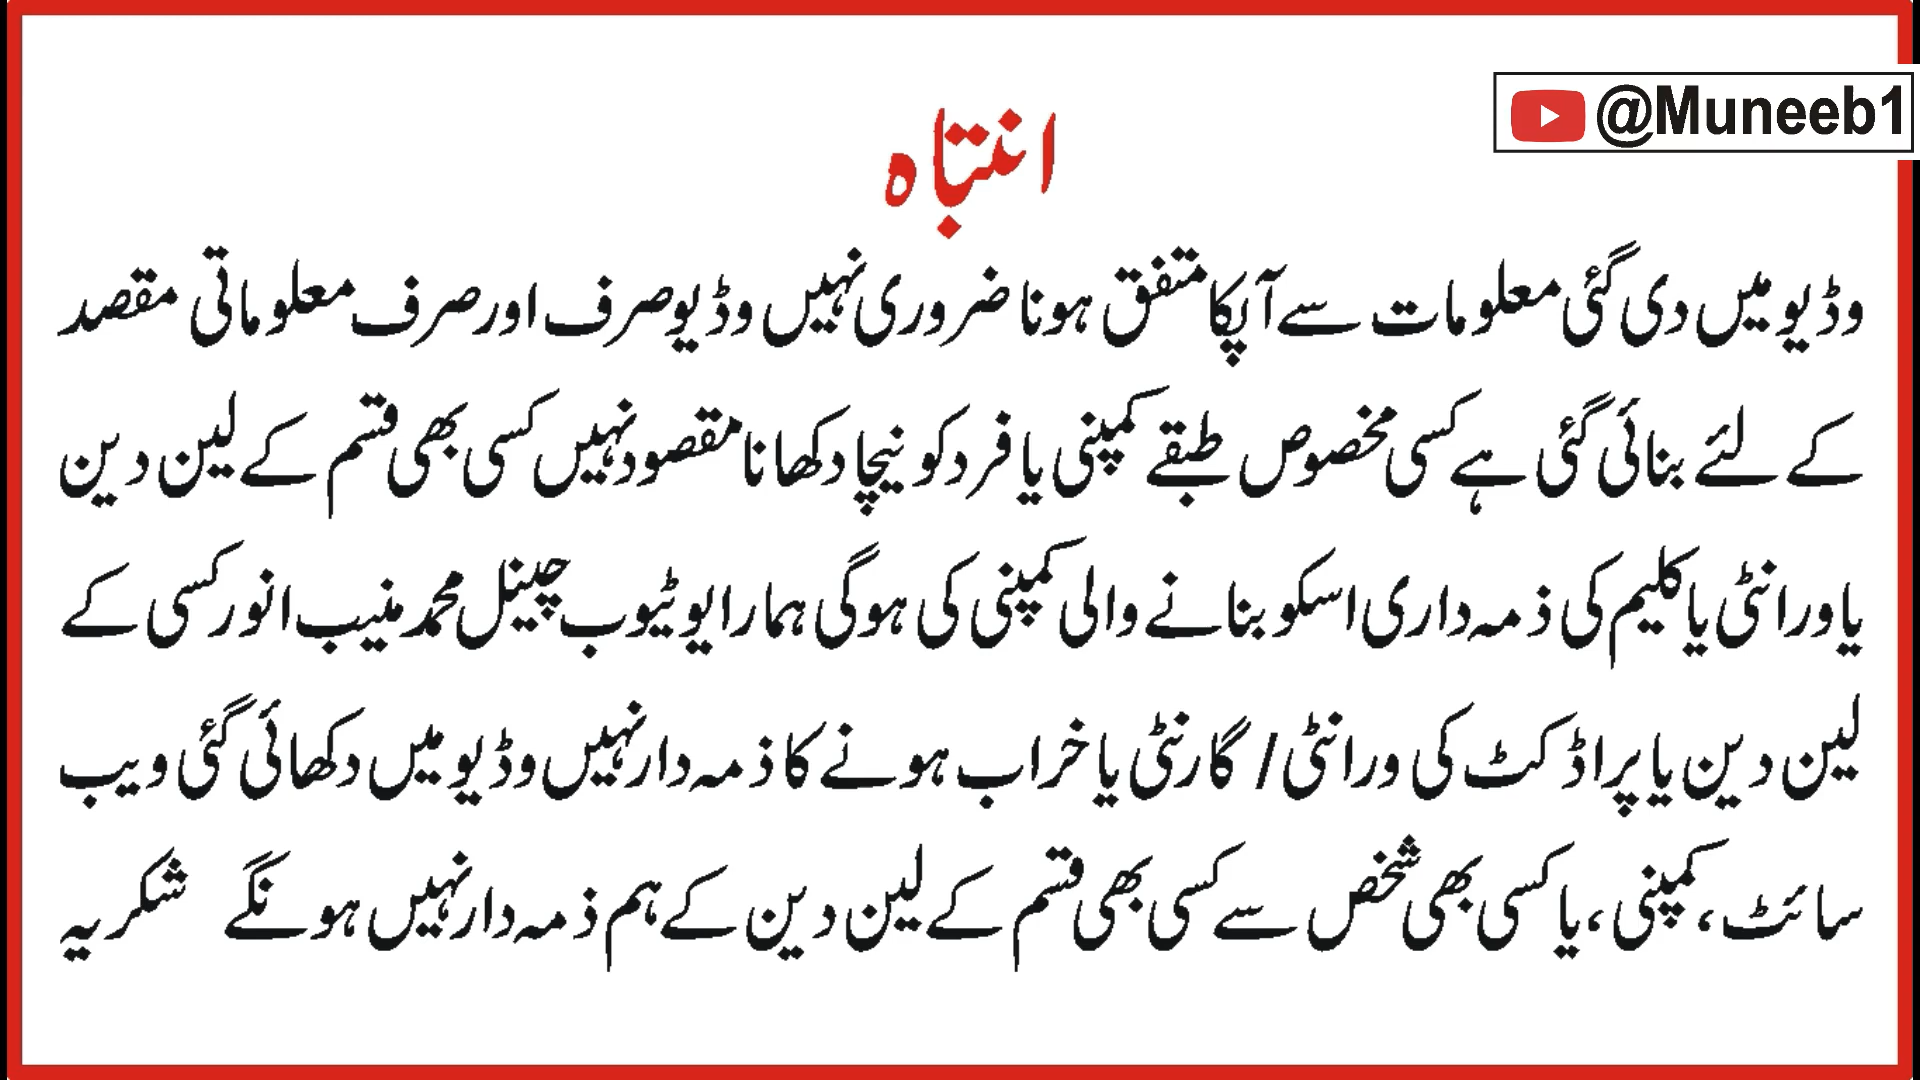 @Muneeb1
انتباہ
وڈیو میں دی گئی معلومات سے آپکا متفق ہونا ضروری نہیں وڈیو صرف اور صرف معلوماتی مقصد
کے لئے بنائی گئی ہے کسی مخصوص طبقے کمپنی یا فرد کو نیچا دکھانا مقصود نہیں کسی بھی قسم کے لین دین
یا ورانٹی یا کلیم کی ذمہ داری اسکو بنانے والی کمپنی کی ہوگی ہمارا یوٹیوب چینل محمد منیب انور کسی کے
لین دین یا پراڈکٹ کی ورانٹی / گارنٹی یا خراب ہونے کا ذمہ دار نہیں وڈیو میں دکھائی گئی ویب
سائٹ، کمپنی، یا کسی بھی شخص سے کسی بھی قسم کے لین دین کے ہم ذمہ دار نہیں ہونگے شکریہ